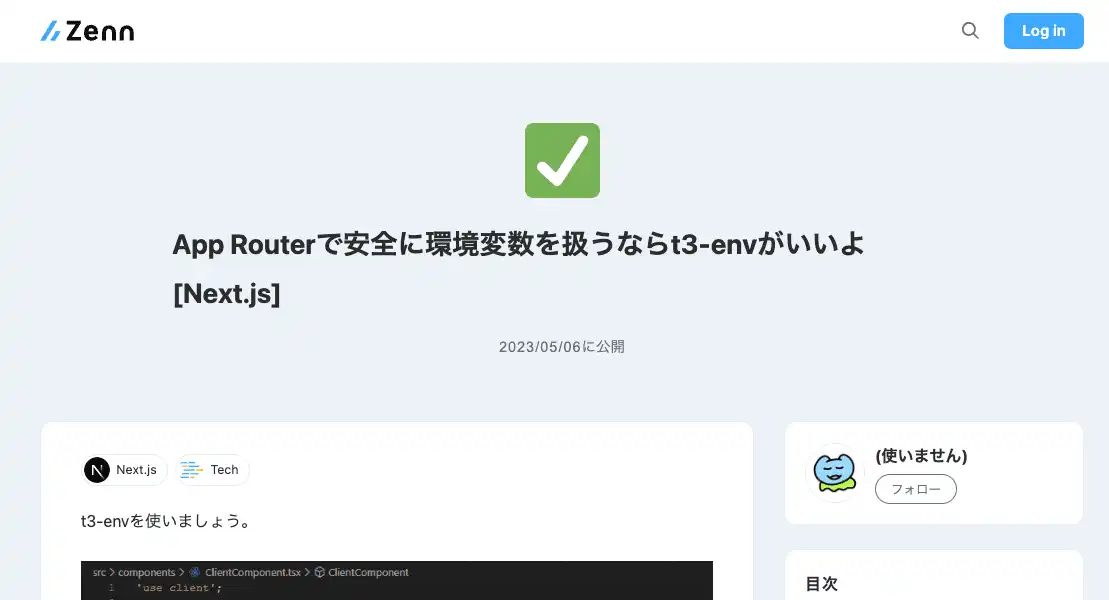 Zenn
Log in
App Routerで安全に環境変数を扱うならt3-envがいいよ
[Next.js]
2023/05/06に公開
N Next.js Tech
t3-envを使いましょう。
src > components > ClientComponent.tsx > ClientComponent
1 'use client';
(使いません)
フォロー
目次